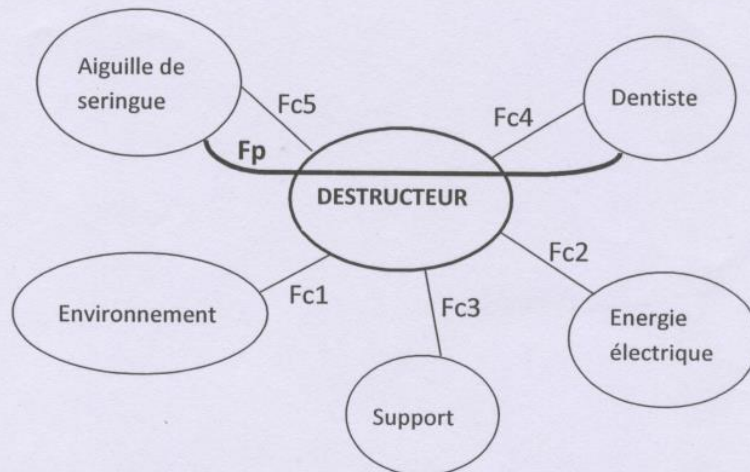 Aiguille de
seringue
Fc5
Fc4
Dentiste
Fp
DESTRUCTEUR
Fc2
Environnement
Fc1
Fc3
Energie
électrique
Support